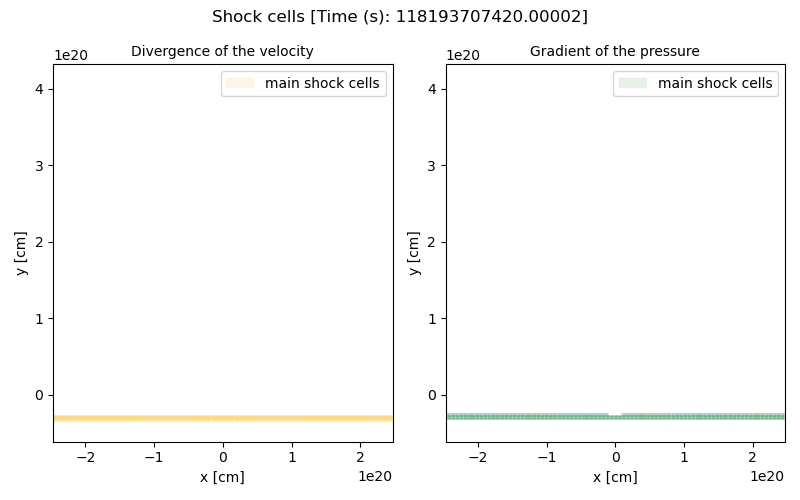 Shock cells [Time (s): 118193707420.00002]
Divergence of the velocity
1e20
main shock cells
4
3
2
1
0
y [cm]
−2 −1 0 1 2
x [cm]
1e20
Gradient of the pressure
1e20
main shock cells
4
3
2
1
0
y [cm]
−2 −1 0 1 2
x [cm]
1e20